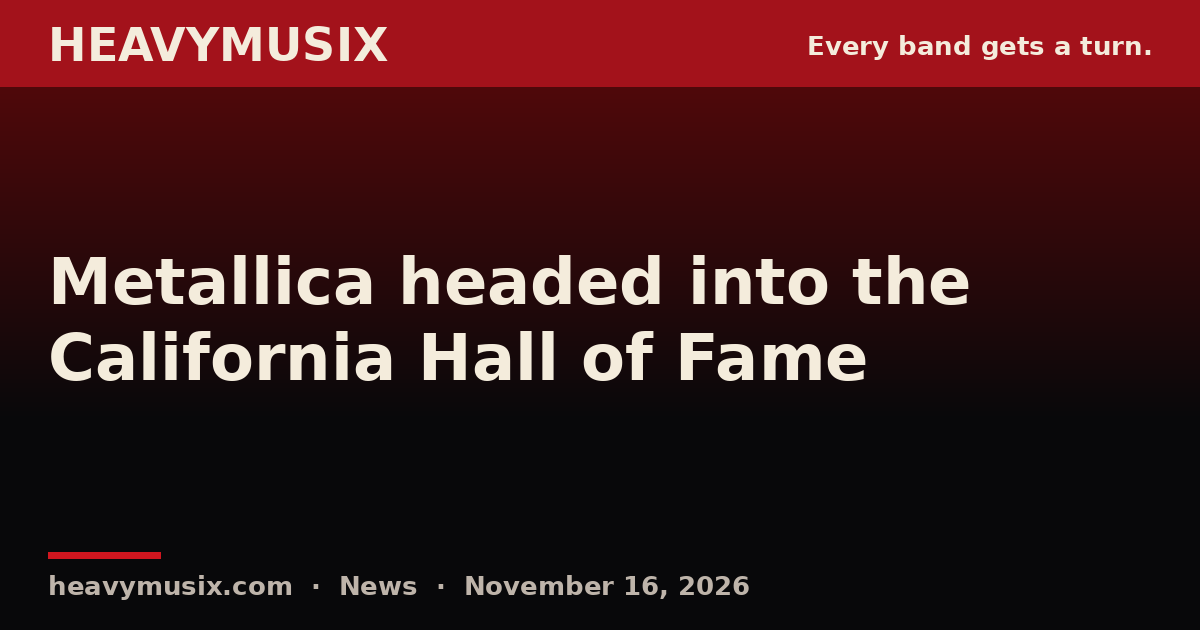 HEAVYMUSIX
Every band gets a turn.
Metallica headed into the
California Hall of Fame
heavymusix.com · News · November 16, 2026